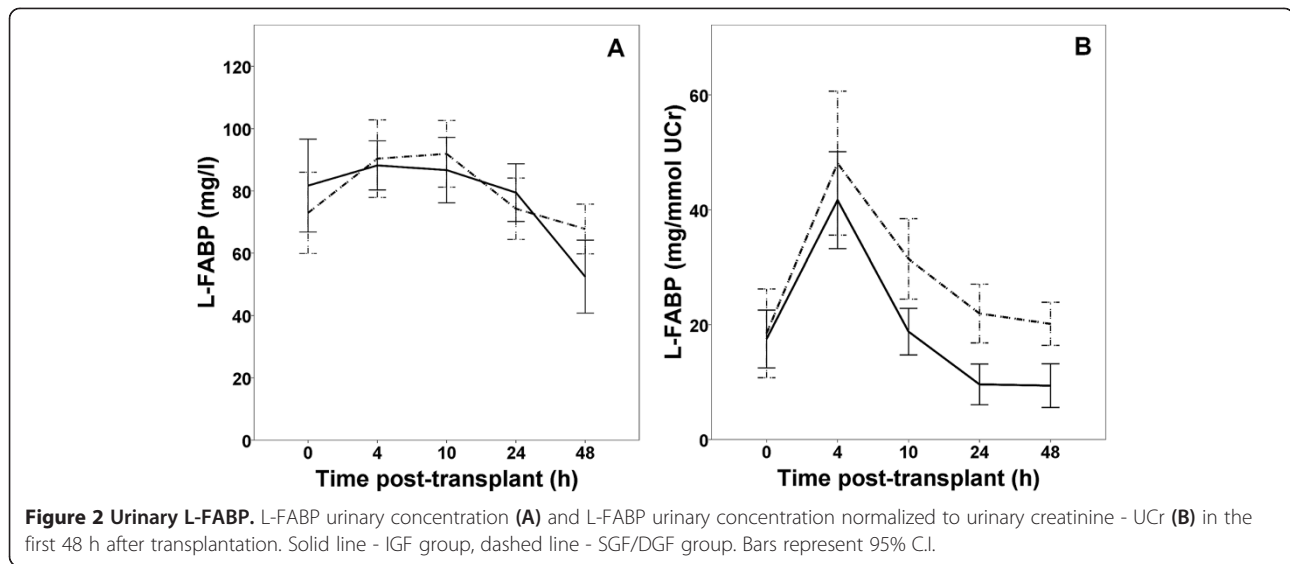 A
120
100
80
60
40
20
0
L-FABP (mg/l)
0 4 10 24 48
Time post-transplant (h)
B
60
40
20
0
L-FABP (mg/mmol UCr)
0 4 10 24 48
Time post-transplant (h)
Figure 2 Urinary L-FABP. L-FABP urinary concentration (A) and L-FABP urinary concentration normalized to urinary creatinine - UCr (B) in the
first 48 h after transplantation. Solid line - IGF group, dashed line - SGF/DGF group. Bars represent 95% C.I.